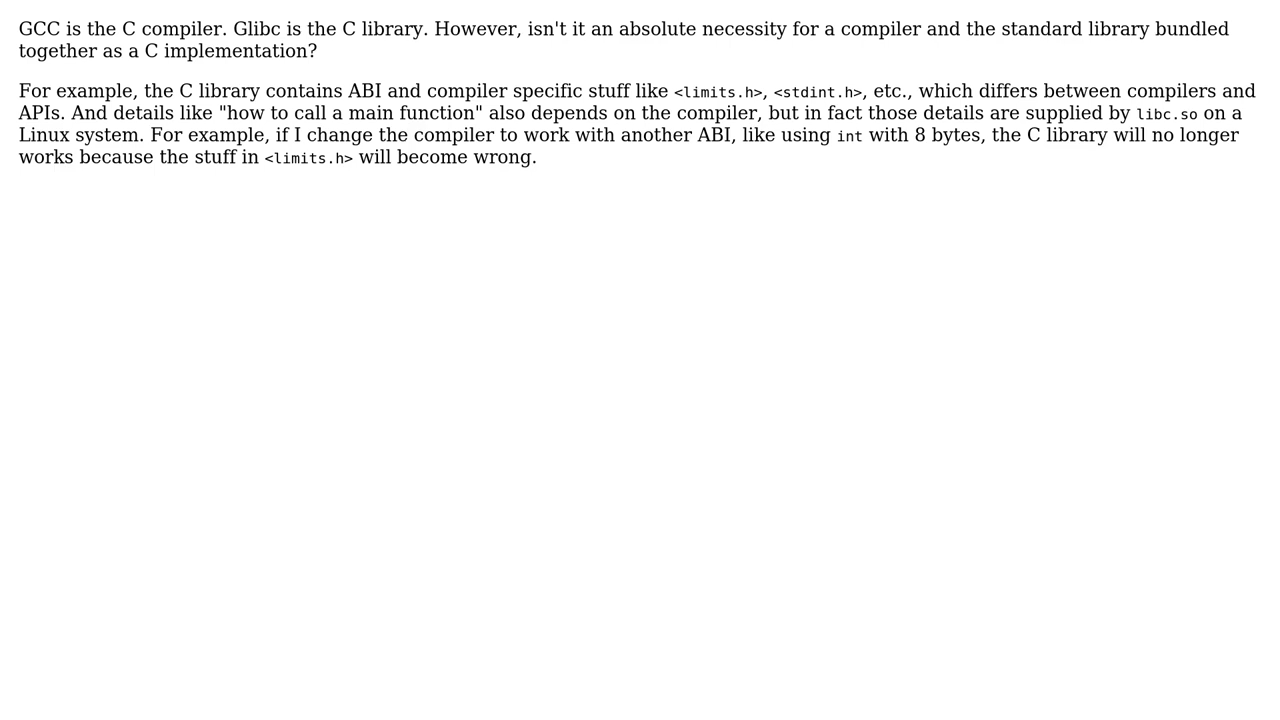 GCC is the C compiler. Glibc is the C library. However, isn't it an absolute necessity for a compiler and the standard library bundled
together as a C implementation?
For example, the C library contains ABI and compiler specific stuff like <limits.h>, <stdint.h>, etc., which differs between compilers and
APIs. And details like "how to call a main function" also depends on the compiler, but in fact those details are supplied by libc.so on a
Linux system. For example, if I change the compiler to work with another ABI, like using int with 8 bytes, the C library will no longer
works because the stuff in <limits.h> will become wrong.